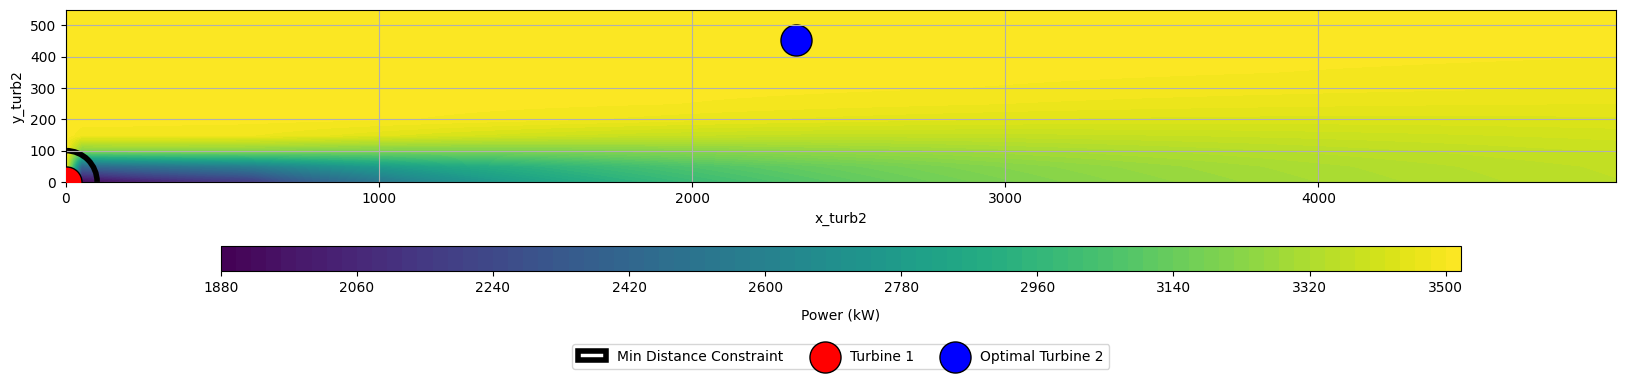 500
400
300
200
100
0
y_turb2
0 1000 2000 3000 4000
x_turb2
1880 2060 2240 2420 2600 2780 2960 3140 3320 3500
Power (kW)
Min Distance Constraint Turbine 1 Optimal Turbine 2